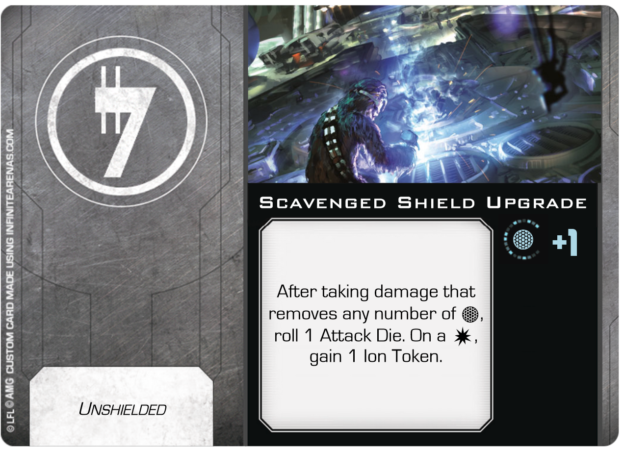 SCAVENGED SHIELD UPGRADE
+1
After taking damage that
removes any number of ,
roll 1 Attack Die. On a ,
gain 1 Ion Token.
UNSHIELDED
© LFL © AMG CUSTOM CARD MADE USING INFINITEARENAS.COM